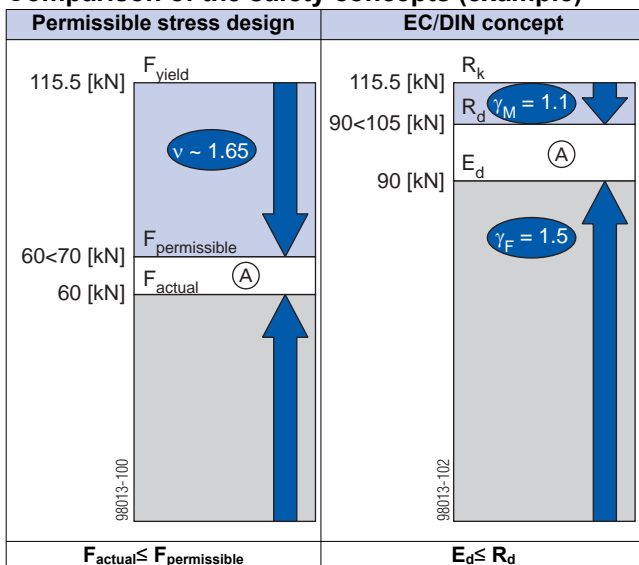 Comparison of the safety concepts (example)
Permissible stress design
EC/DIN concept
F_yield
115.5 [kN]
ν ~ 1.65
F_permissible
60<70 [kN]
F_actual
A
60 [kN]
98013-100
R_k
115.5 [kN]
R_d
γ_M = 1.1
90<105 [kN]
A
E_d
90 [kN]
γ_F = 1.5
98013-102
F_actual ≤ F_permissible
E_d ≤ R_d